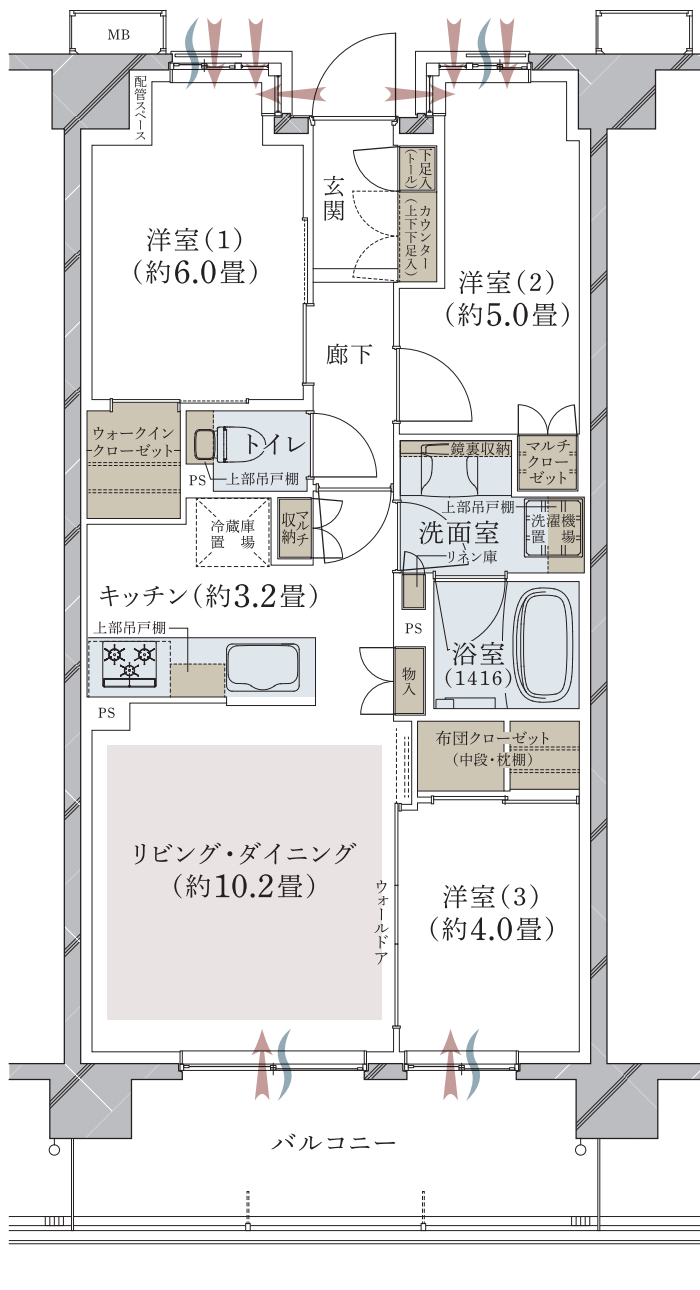 MB
配管スペース
玄関
下足入
(トール)
カウンター
(上下下足入)
洋室(1)
(約6.0畳)
洋室(2)
(約5.0畳)
廊下
ウォークイン
クローゼット
トイレ
PS
上部吊戸棚
鏡裏収納
マルチ
クロー
ゼット
冷蔵庫
置 場
マルチ
収納
上部吊戸棚
洗面室
洗濯機
置 場
リネン庫
キッチン(約3.2畳)
上部吊戸棚
PS
浴室
(1416)
物入
PS
布団クローゼット
(中段・枕棚)
リビング・ダイニング
(約10.2畳)
ウォールドア
洋室(3)
(約4.0畳)
バルコニー